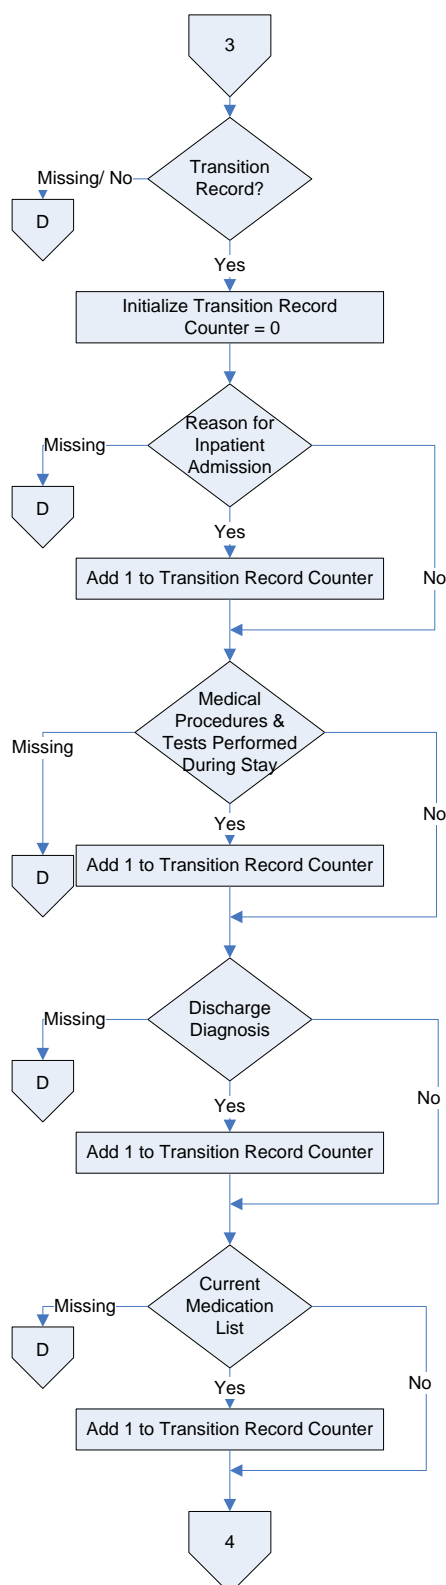 3
Transition
Record?
Missing/ No
D
Yes
Initialize Transition Record
Counter = 0
Reason for
Inpatient
Admission
Missing
D
Yes
No
Add 1 to Transition Record Counter
Medical
Procedures &
Tests Performed
During Stay
Missing
No
Yes
D
Add 1 to Transition Record Counter
Discharge
Diagnosis
Missing
D
Yes
No
Add 1 to Transition Record Counter
Current
Medication
List
Missing
D
Yes
No
Add 1 to Transition Record Counter
4